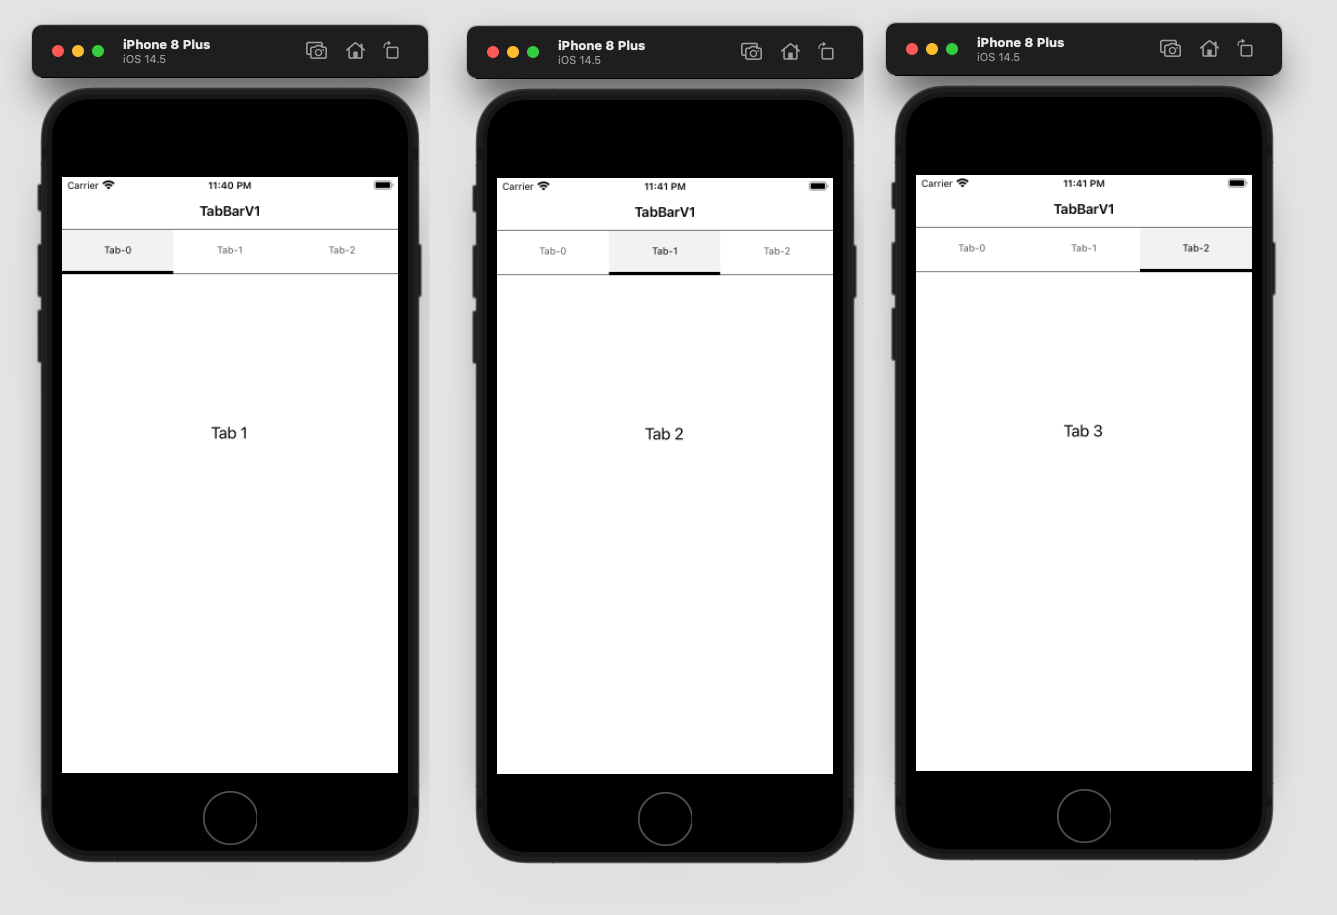 iPhone 8 Plus
iOS 14.5
Carrier 11:40 PM
TabBarV1
Tab-0 Tab-1 Tab-2
Tab 1
iPhone 8 Plus
iOS 14.5
Carrier 11:41 PM
TabBarV1
Tab-0 Tab-1 Tab-2
Tab 2
iPhone 8 Plus
iOS 14.5
Carrier 11:41 PM
TabBarV1
Tab-0 Tab-1 Tab-2
Tab 3